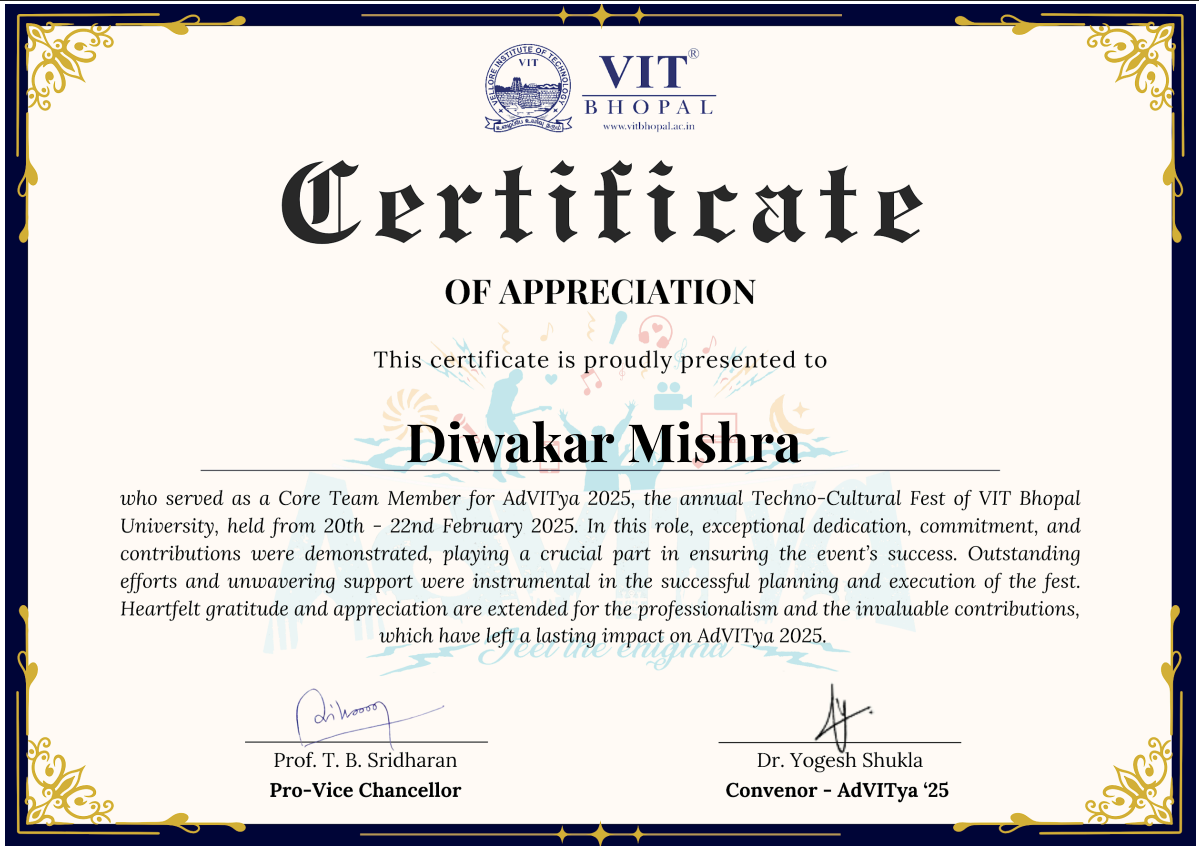 VELLORE INSTITUTE OF TECHNOLOGY
VIT
VIT®
BHOPAL
www.vitbhopal.ac.in
Certificate
OF APPRECIATION
This certificate is proudly presented to
Diwakar Mishra
who served as a Core Team Member for AdVITya 2025, the annual Techno-Cultural Fest of VIT Bhopal
University, held from 20th - 22nd February 2025. In this role, exceptional dedication, commitment, and
contributions were demonstrated, playing a crucial part in ensuring the event’s success. Outstanding
efforts and unwavering support were instrumental in the successful planning and execution of the fest.
Heartfelt gratitude and appreciation are extended for the professionalism and the invaluable contributions,
which have left a lasting impact on AdVITya 2025.
AdVITya
feel the enigma
Prof. T. B. Sridharan
Pro-Vice Chancellor
Dr. Yogesh Shukla
Convenor - AdVITya ‘25